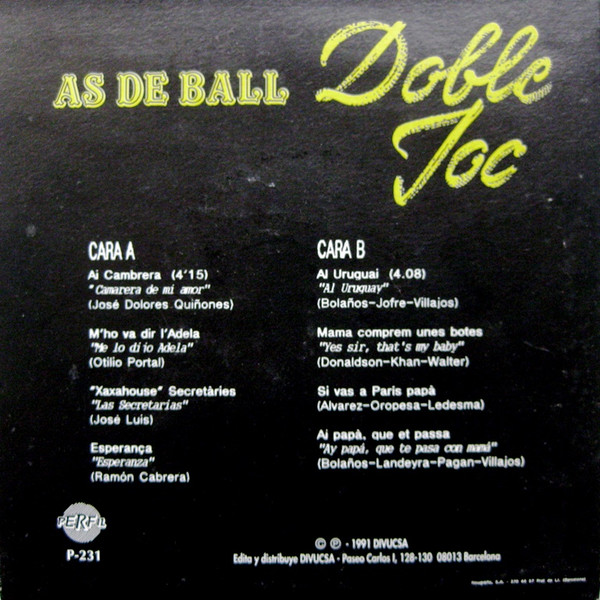 AS DE BALL
Doble
Joc
CARA A
Ai Cambrera (4'15)
"Camarera de mi amor"
(José Dolores Quiñones)
M'ho va dir l'Adela
"Me lo dijo Adela"
(Otilio Portal)
"Xaxahouse" Secretàries
"Las Secretarias"
(José Luis)
Esperança
"Esperanza"
(Ramón Cabrera)
CARA B
Al Uruguai (4.08)
"Al Uruguay"
(Bolaños-Jofre-Villajos)
Mama comprem unes botes
"Yes sir, that's my baby"
(Donaldson-Khan-Walter)
Si vas a Paris papà
(Alvarez-Oropesa-Ledesma)
Ai papà, que et passa
"Ay papá, que te pasa con mamá"
(Bolaños-Landeyra-Pagan-Villajos)
PERFIL
P-231
© ℗ - 1991 DIVUCSA
Edita y distribuye DIVUCSA - Paseo Carlos I, 128-130 08013 Barcelona